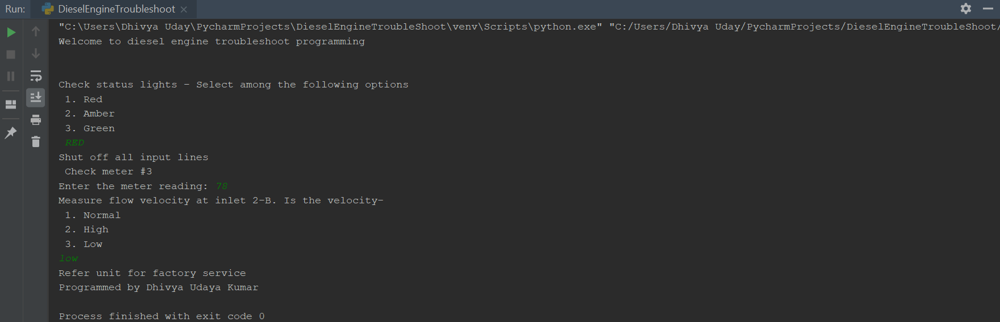 Run: DieselEngineTroubleshoot
"C:\Users\Dhivya Uday\PycharmProjects\DieselEngineTroubleShoot\venv\Scripts\python.exe" "C:/Users/Dhivya Uday/PycharmProjects/DieselEngineTroubleShoot/
Welcome to diesel engine troubleshoot programming
Check status lights - Select among the following options
1. Red
2. Amber
3. Green
RED
Shut off all input lines
Check meter #3
Enter the meter reading: 78
Measure flow velocity at inlet 2-B. Is the velocity-
1. Normal
2. High
3. Low
low
Refer unit for factory service
Programmed by Dhivya Udaya Kumar
Process finished with exit code 0